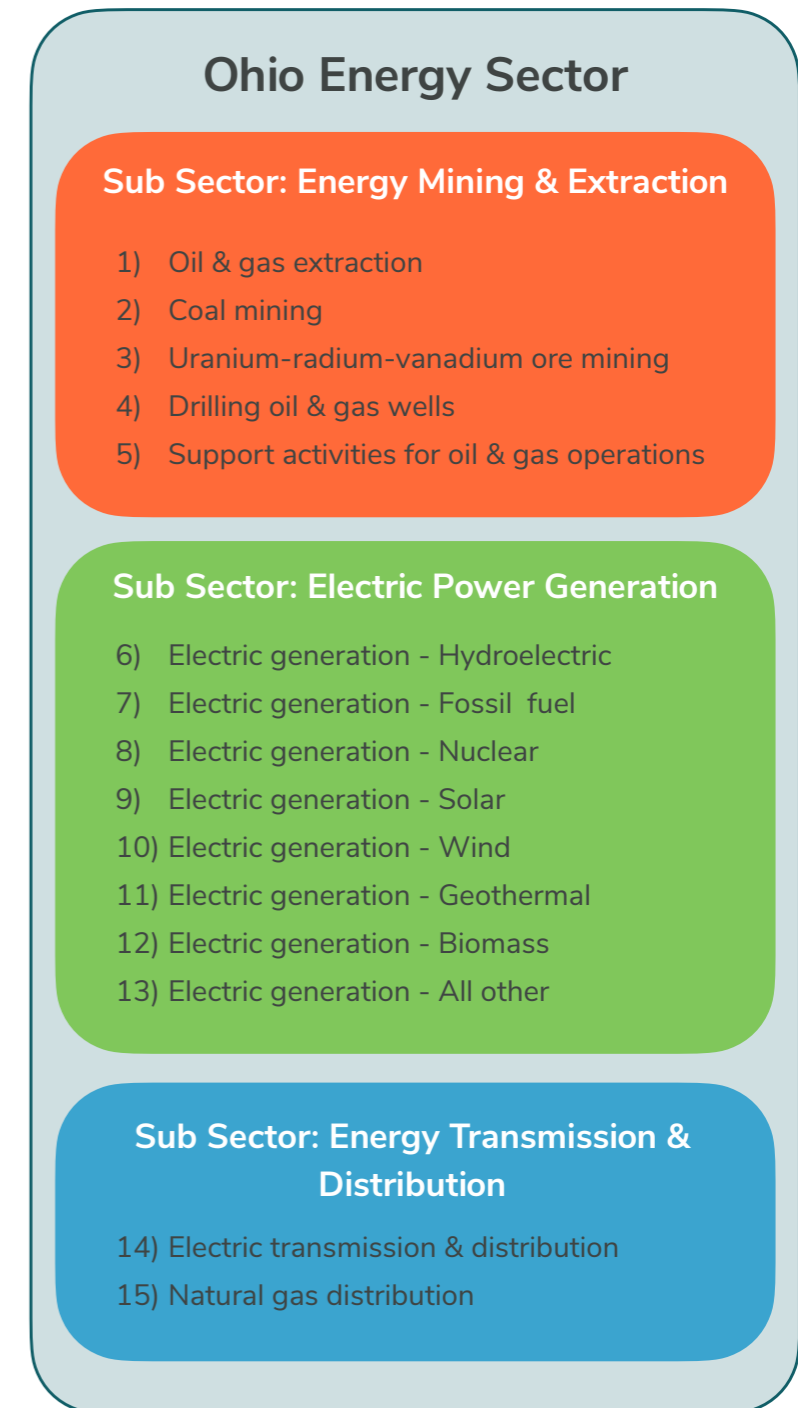 Ohio Energy Sector
Sub Sector: Energy Mining & Extraction
1) Oil & gas extraction
2) Coal mining
3) Uranium-radium-vanadium ore mining
4) Drilling oil & gas wells
5) Support activities for oil & gas operations
Sub Sector: Electric Power Generation
6) Electric generation - Hydroelectric
7) Electric generation - Fossil fuel
8) Electric generation - Nuclear
9) Electric generation - Solar
10) Electric generation - Wind
11) Electric generation - Geothermal
12) Electric generation - Biomass
13) Electric generation - All other
Sub Sector: Energy Transmission &
Distribution
14) Electric transmission & distribution
15) Natural gas distribution